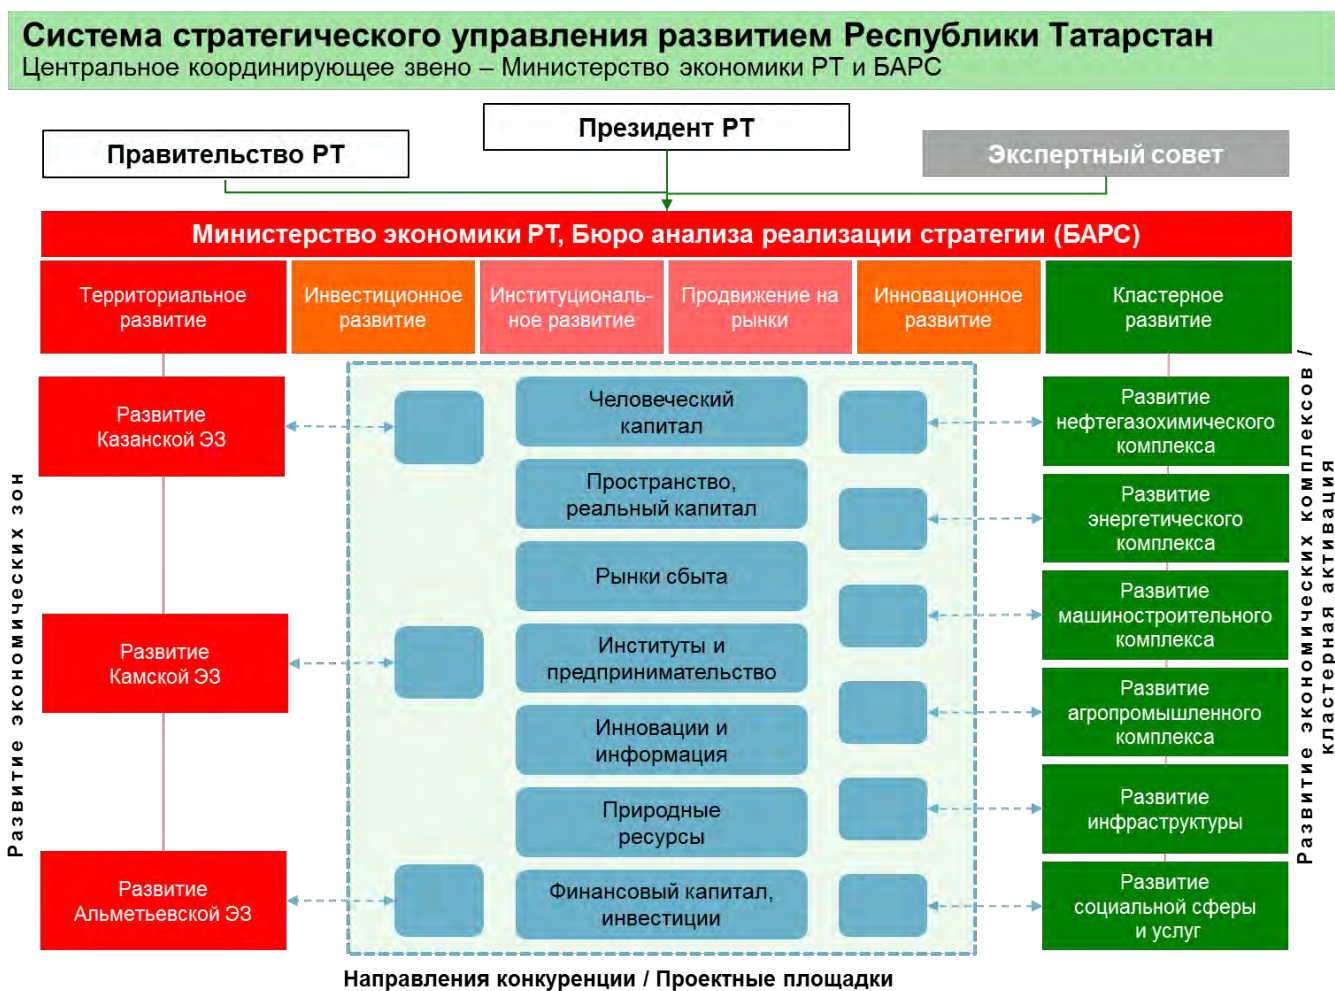 Система стратегического управления развитием Республики Татарстан
Центральное координирующее звено – Министерство экономики РТ и БАРС
Президент РТ
Правительство РТ
Экспертный совет
Министерство экономики РТ, Бюро анализа реализации стратегии (БАРС)
Территориальное
развитие
Инвестиционное
развитие
Институциональ-
ное развитие
Продвижение на
рынки
Инновационное
развитие
Кластерное
развитие
Развитие экономических зон
Развитие
Казанской ЭЗ
Развитие
Камской ЭЗ
Развитие
Альметьевской ЭЗ
Человеческий
капитал
Пространство,
реальный капитал
Рынки сбыта
Институты и
предпринимательство
Инновации и
информация
Природные
ресурсы
Финансовый капитал,
инвестиции
Развитие
нефтегазохимического
комплекса
Развитие
энергетического
комплекса
Развитие
машиностроительного
комплекса
Развитие
агропромышленного
комплекса
Развитие
инфраструктуры
Развитие
социальной сферы
и услуг
Развитие экономических комплексов /
кластерная активация
Направления конкуренции / Проектные площадки